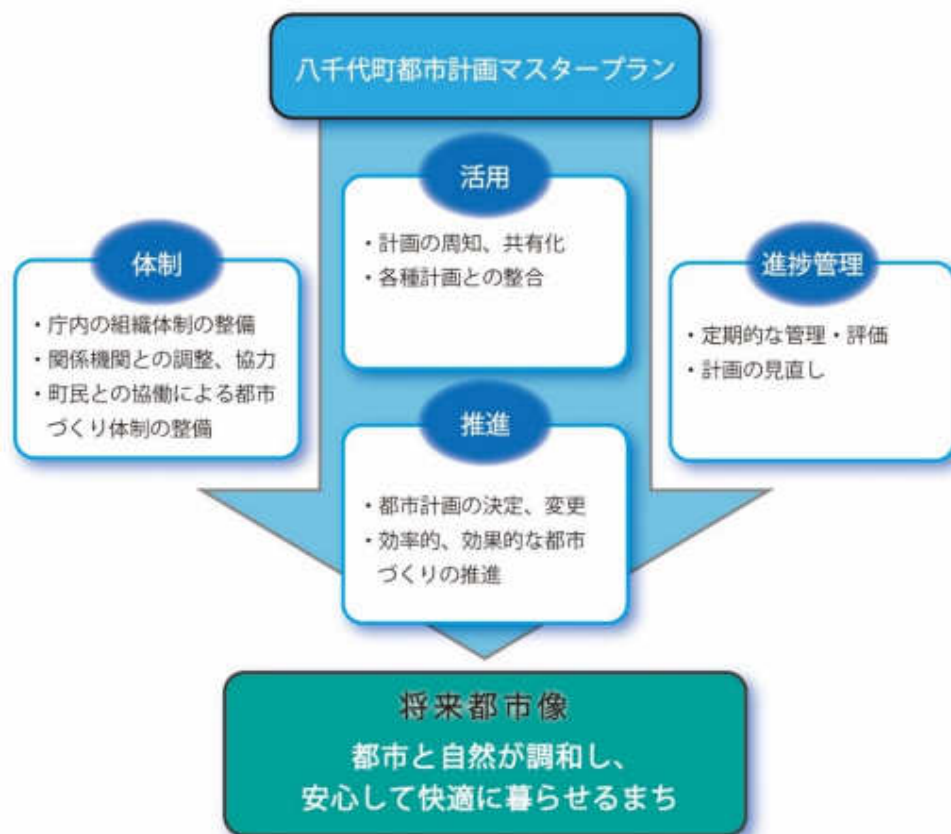 八千代町都市計画マスタープラン
活用
・計画の周知、共有化
・各種計画との整合
体制
・庁内の組織体制の整備
・関係機関との調整、協力
・町民との協働による都市
づくり体制の整備
進捗管理
・定期的な管理・評価
・計画の見直し
推進
・都市計画の決定、変更
・効率的、効果的な都市
づくりの推進
将来都市像
都市と自然が調和し、
安心して快適に暮らせるまち